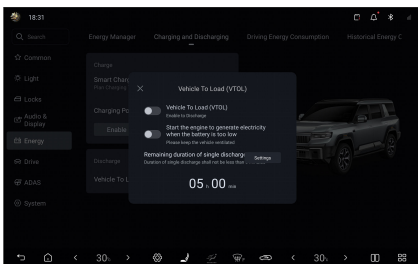 18:31
Search
Energy Manager
Charging and Discharging
Driving Energy Consumption
Historical Energy C
Common
Light
Locks
Audio &
Display
Energy
Drive
ADAS
System
Charge
Smart Charg
Charging Po
Enable
Discharge
Vehicle To L
Vehicle To Load (VTOL)
Vehicle To Load (VTOL)
Enable to Discharge
Start the engine to generate electricity
when the battery is too low
Please keep the vehicle ventilated
Remaining duration of single discharge
Duration of single discharge shall not be less than
Settings
05 h 00 min
30
30